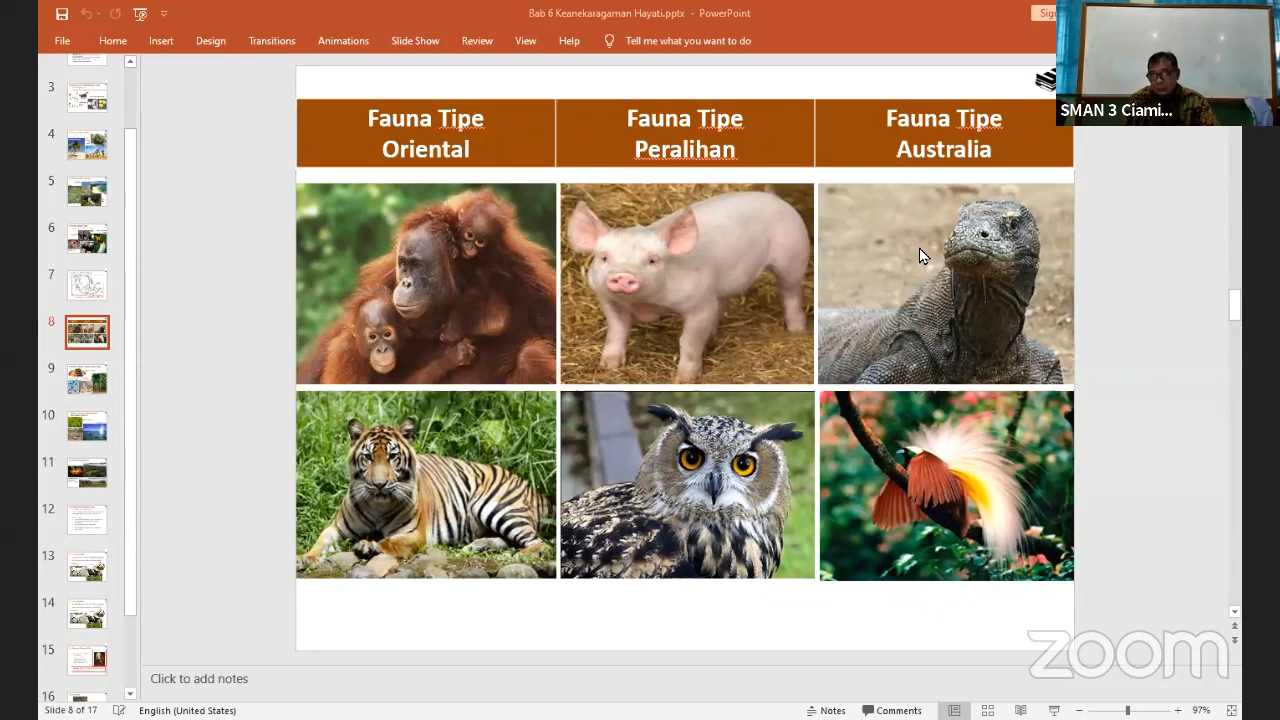 Bab 6 Keanekaragaman Hayati.pptx - PowerPoint
File Home Insert Design Transitions Animations Slide Show Review View Help Tell me what you want to do
SMAN 3 Ciami...
Fauna Tipe
Oriental
Fauna Tipe
Peralihan
Fauna Tipe
Australia
3
4
5
6
7
8
9
10
11
12
13
14
15
16
zoom
Click to add notes
Slide 8 of 17 English (United States) Notes Comments 97%